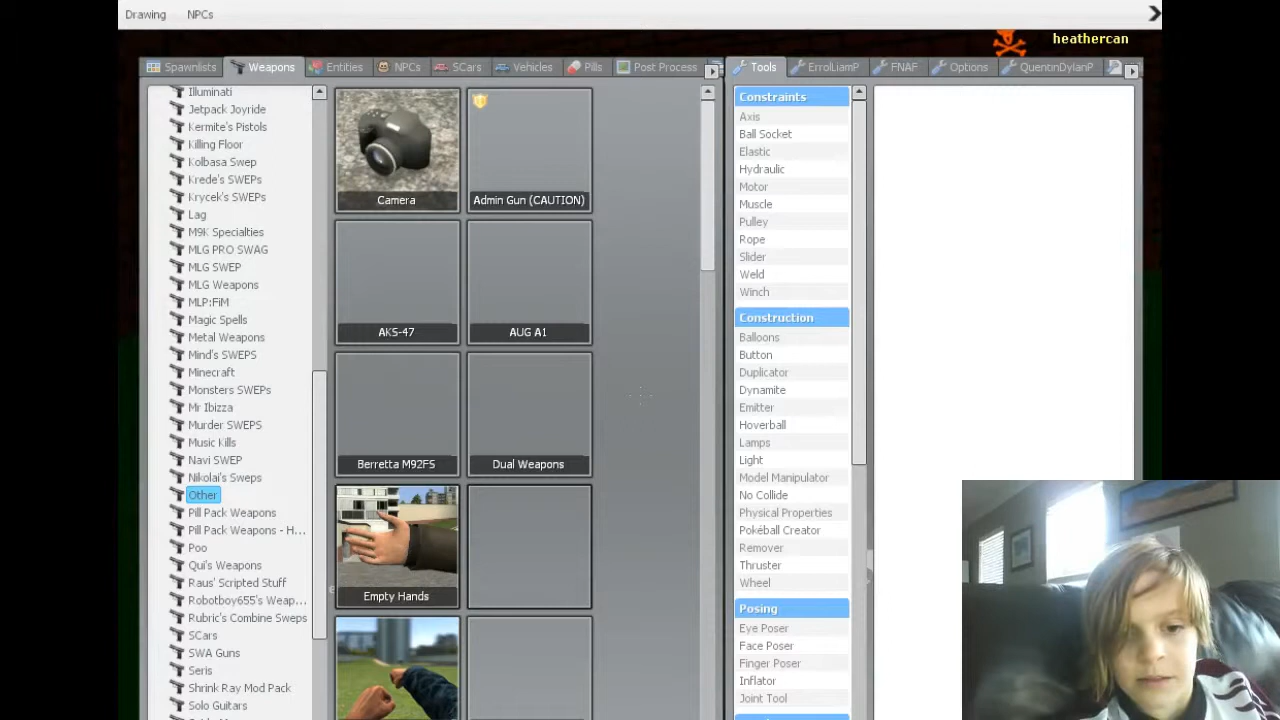 Drawing NPCs
heathercan
Spawnlists Weapons Entities NPCs SCars Vehicles Pills Post Process Tools ErrolLiamP FNAF Options QuentinDylanP
Illuminati
Jetpack Joyride
Kermite's Pistols
Killing Floor
Kolbasa Swep
Krede's SWEPs
Krycek's SWEPs
Lag
M9K Specialties
MLG PRO SWAG
MLG SWEP
MLG Weapons
MLP:FiM
Magic Spells
Metal Weapons
Mind's SWEPS
Minecraft
Monsters SWEPs
Mr Ibizza
Murder SWEPS
Music Kills
Navi SWEP
Nikolai's Sweps
Other
Pill Pack Weapons
Pill Pack Weapons - H...
Poo
Qui's Weapons
Raus' Scripted Stuff
Robotboy655's Weap...
Rubric's Combine Sweps
SCars
SWA Guns
Seris
Shrink Ray Mod Pack
Solo Guitars
Camera
Admin Gun (CAUTION)
AKS-47
AUG A1
Berretta M92FS
Dual Weapons
Empty Hands
Constraints
Axis
Ball Socket
Elastic
Hydraulic
Motor
Muscle
Pulley
Rope
Slider
Weld
Winch
Construction
Balloons
Button
Duplicator
Dynamite
Emitter
Hoverball
Lamps
Light
Model Manipulator
No Collide
Physical Properties
Pokéball Creator
Remover
Thruster
Wheel
Posing
Eye Poser
Face Poser
Finger Poser
Inflator
Joint Tool